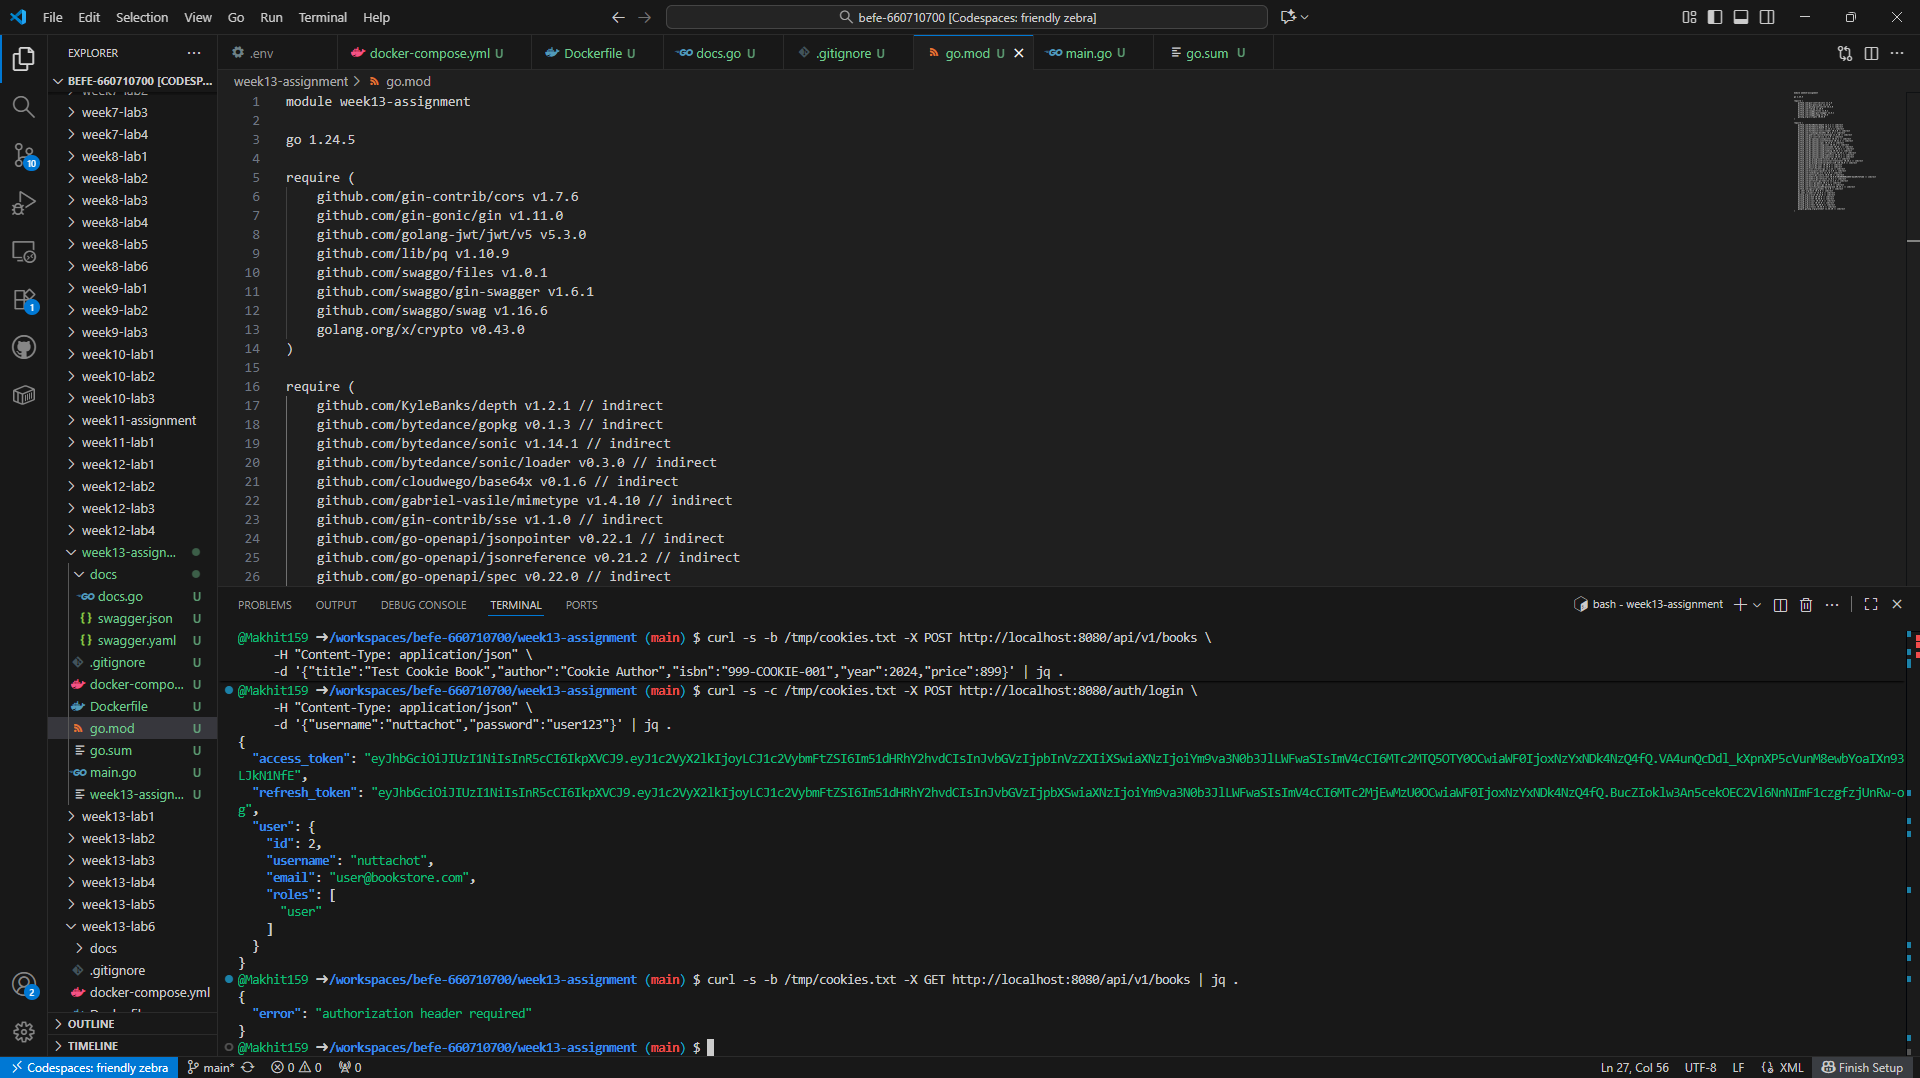 File Edit Selection View Go Run Terminal Help
befe-660710700 [Codespaces: friendly zebra]
EXPLORER
BEFE-660710700 [CODESP...
week7-lab3
week7-lab4
week8-lab1
week8-lab2
week8-lab3
week8-lab4
week8-lab5
week8-lab6
week9-lab1
week9-lab2
week9-lab3
week10-lab1
week10-lab2
week10-lab3
week11-assignment
week11-lab1
week12-lab1
week12-lab2
week12-lab3
week12-lab4
week13-assign...
docs
docs.go U
swagger.json U
swagger.yaml U
.gitignore U
docker-compo... U
Dockerfile U
go.mod U
go.sum U
main.go U
week13-assign... U
week13-lab1
week13-lab2
week13-lab3
week13-lab4
week13-lab5
week13-lab6
docs
.gitignore
docker-compose.yml
OUTLINE
TIMELINE
10
1
2
.env
docker-compose.yml U
Dockerfile U
docs.go U
.gitignore U
go.mod U
main.go U
go.sum U
week13-assignment > go.mod
1 module week13-assignment
2
3 go 1.24.5
4
5 require (
6 github.com/gin-contrib/cors v1.7.6
7 github.com/gin-gonic/gin v1.11.0
8 github.com/golang-jwt/jwt/v5 v5.3.0
9 github.com/lib/pq v1.10.9
10 github.com/swaggo/files v1.0.1
11 github.com/swaggo/gin-swagger v1.6.1
12 github.com/swaggo/swag v1.16.6
13 golang.org/x/crypto v0.43.0
14 )
15
16 require (
17 github.com/KyleBanks/depth v1.2.1 // indirect
18 github.com/bytedance/gopkg v0.1.3 // indirect
19 github.com/bytedance/sonic v1.14.1 // indirect
20 github.com/bytedance/sonic/loader v0.3.0 // indirect
21 github.com/cloudwego/base64x v0.1.6 // indirect
22 github.com/gabriel-vasile/mimetype v1.4.10 // indirect
23 github.com/gin-contrib/sse v1.1.0 // indirect
24 github.com/go-openapi/jsonpointer v0.22.1 // indirect
25 github.com/go-openapi/jsonreference v0.21.2 // indirect
26 github.com/go-openapi/spec v0.22.0 // indirect
PROBLEMS OUTPUT DEBUG CONSOLE TERMINAL PORTS
bash - week13-assignment
@Makhit159 ➜/workspaces/befe-660710700/week13-assignment (main) $ curl -s -b /tmp/cookies.txt -X POST http://localhost:8080/api/v1/books \
-H "Content-Type: application/json" \
-d '{"title":"Test Cookie Book","author":"Cookie Author","isbn":"999-COOKIE-001","year":2024,"price":899}' | jq .
@Makhit159 ➜/workspaces/befe-660710700/week13-assignment (main) $ curl -s -c /tmp/cookies.txt -X POST http://localhost:8080/auth/login \
-H "Content-Type: application/json" \
-d '{"username":"nuttachot","password":"user123"}' | jq .
{
"access_token":
"refresh_token":
"user": {
"id": 2,
"username": "nuttachot",
"email": "user@bookstore.com",
"roles": [
"user"
]
}
}
@Makhit159 ➜/workspaces/befe-660710700/week13-assignment (main) $ curl -s -b /tmp/cookies.txt -X GET http://localhost:8080/api/v1/books | jq .
{
"error": "authorization header required"
}
@Makhit159 ➜/workspaces/befe-660710700/week13-assignment (main) $
Codespaces: friendly zebra
main*
0 0
0
Ln 27, Col 56
UTF-8
LF
XML
Finish Setup